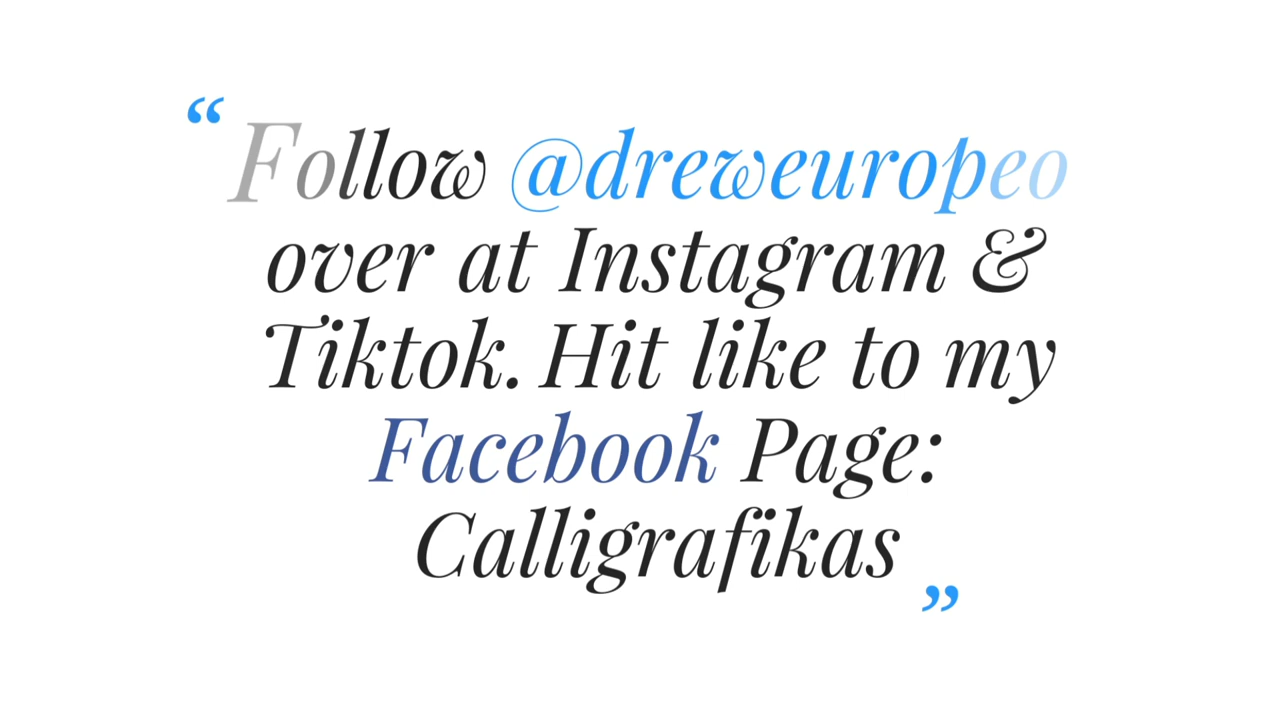 “Follow @dreweuropeo
over at Instagram &
Tiktok. Hit like to my
Facebook Page:
Calligrafikas”